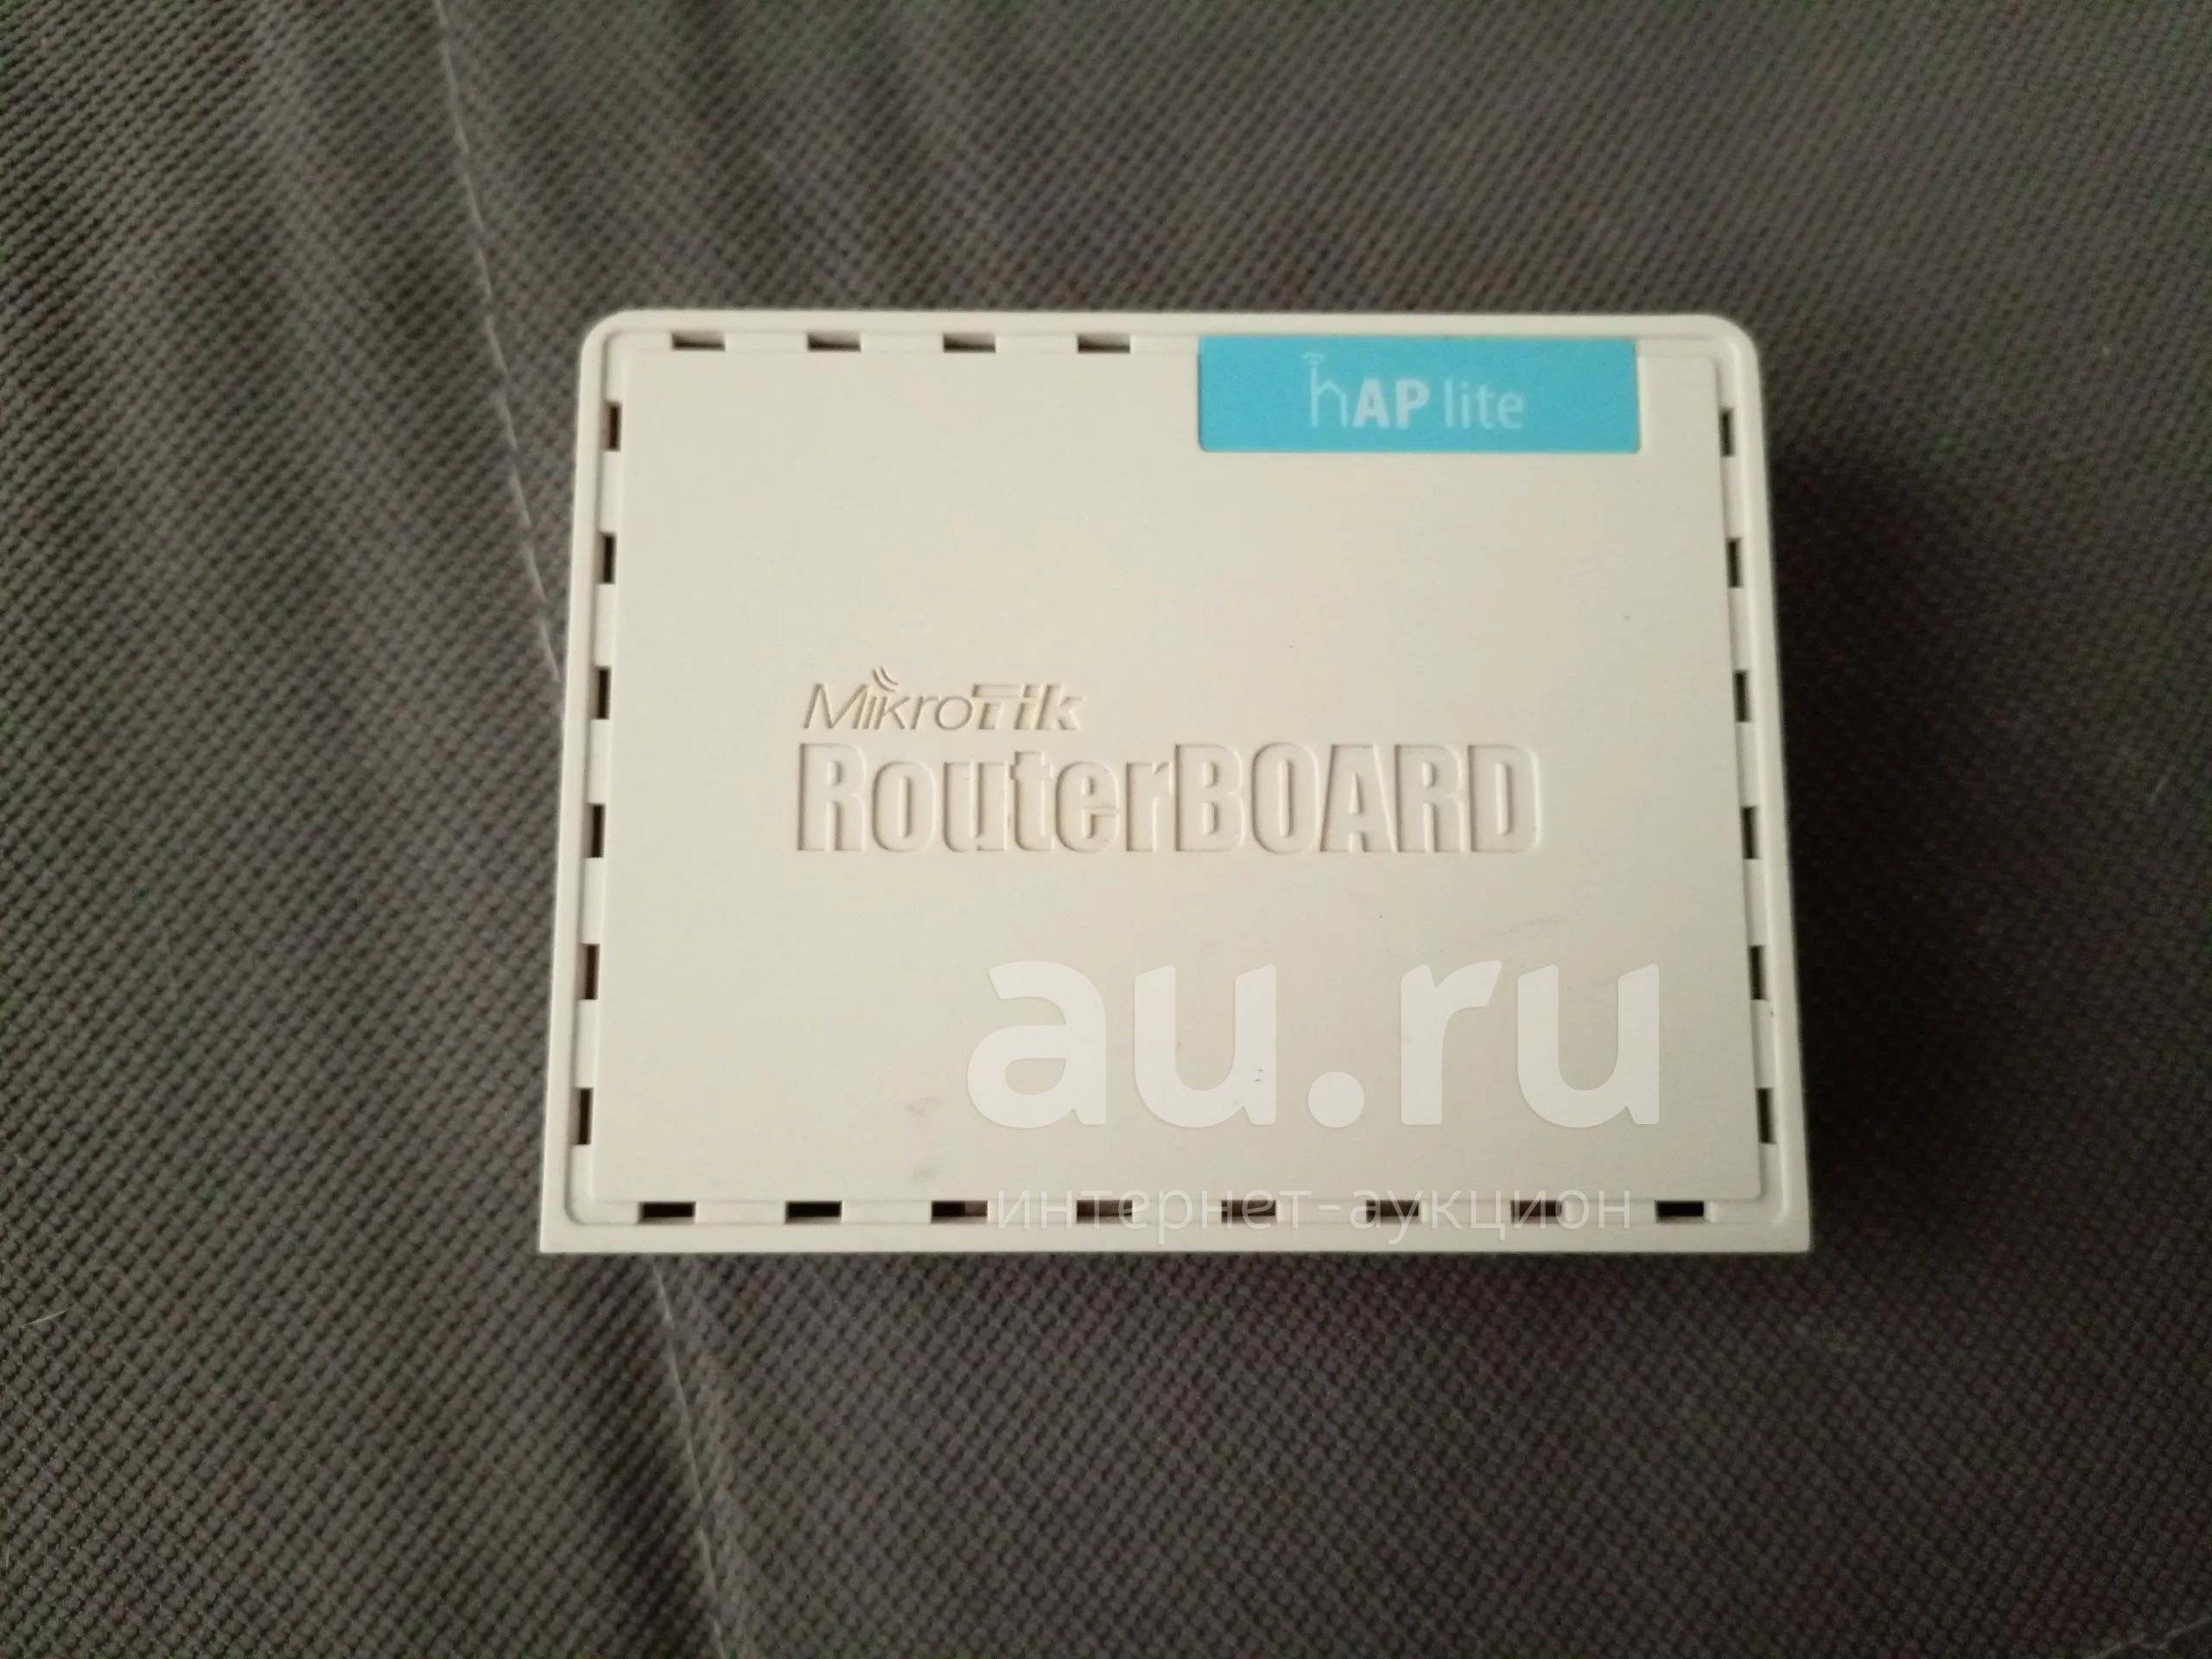 hAP lite
MikroTik
RouterBOARD
au.ru
интернет-аукцион